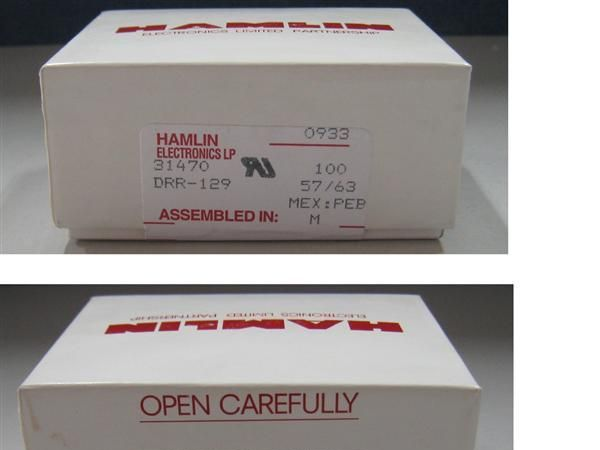 HAMLIN
ELECTRONICS LIMITED PARTNERSHIP
HAMLIN 0933
ELECTRONICS LP
31470 100
DRR-129 57/63
MEX:PEB
ASSEMBLED IN: M
ELECTRONICS LIMITED PARTNERSHIP
HAMLIN
OPEN CAREFULLY